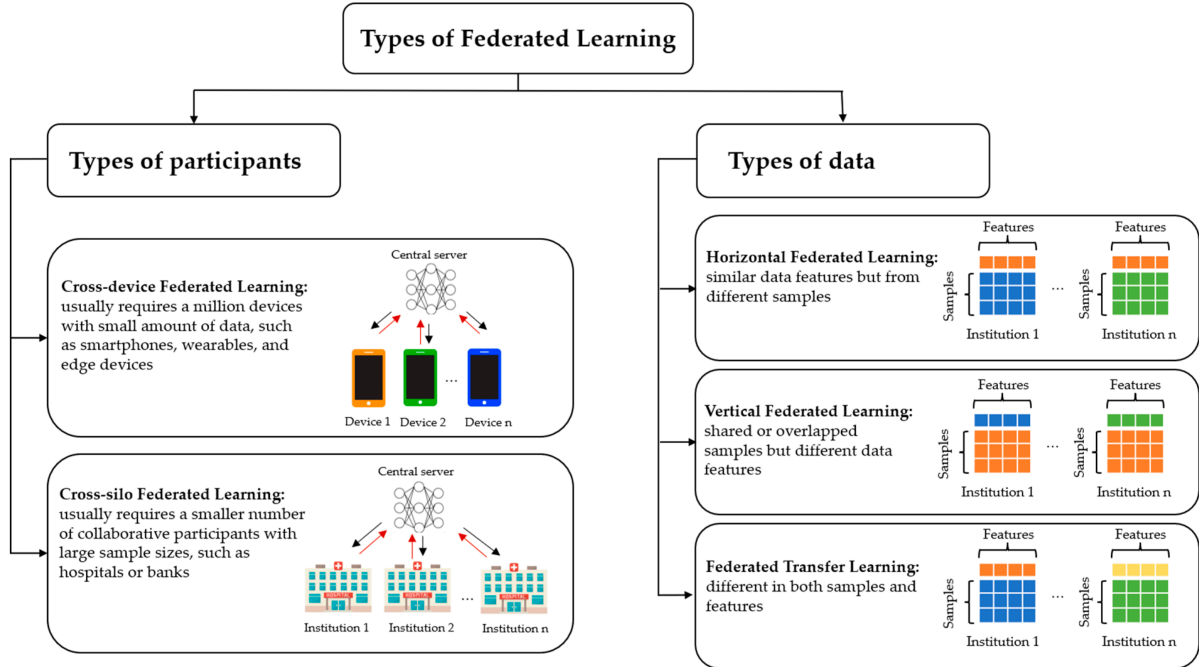 Types of Federated Learning
Types of participants
Cross-device Federated Learning:
usually requires a million devices
with small amount of data, such
as smartphones, wearables, and
edge devices
Central server
...
Device 1
Device 2
Device n
Cross-silo Federated Learning:
usually requires a smaller number
of collaborative participants with
large sample sizes, such as
hospitals or banks
Central server
HOSPITAL
HOSPITAL
...
HOSPITAL
Institution 1
Institution 2
Institution n
Types of data
Horizontal Federated Learning:
similar data features but from
different samples
Features
Samples
Institution 1
...
Features
Samples
Institution n
Vertical Federated Learning:
shared or overlapped
samples but different data
features
Features
Samples
Institution 1
...
Features
Samples
Institution n
Federated Transfer Learning:
different in both samples and
features
Features
Samples
Institution 1
...
Features
Samples
Institution n